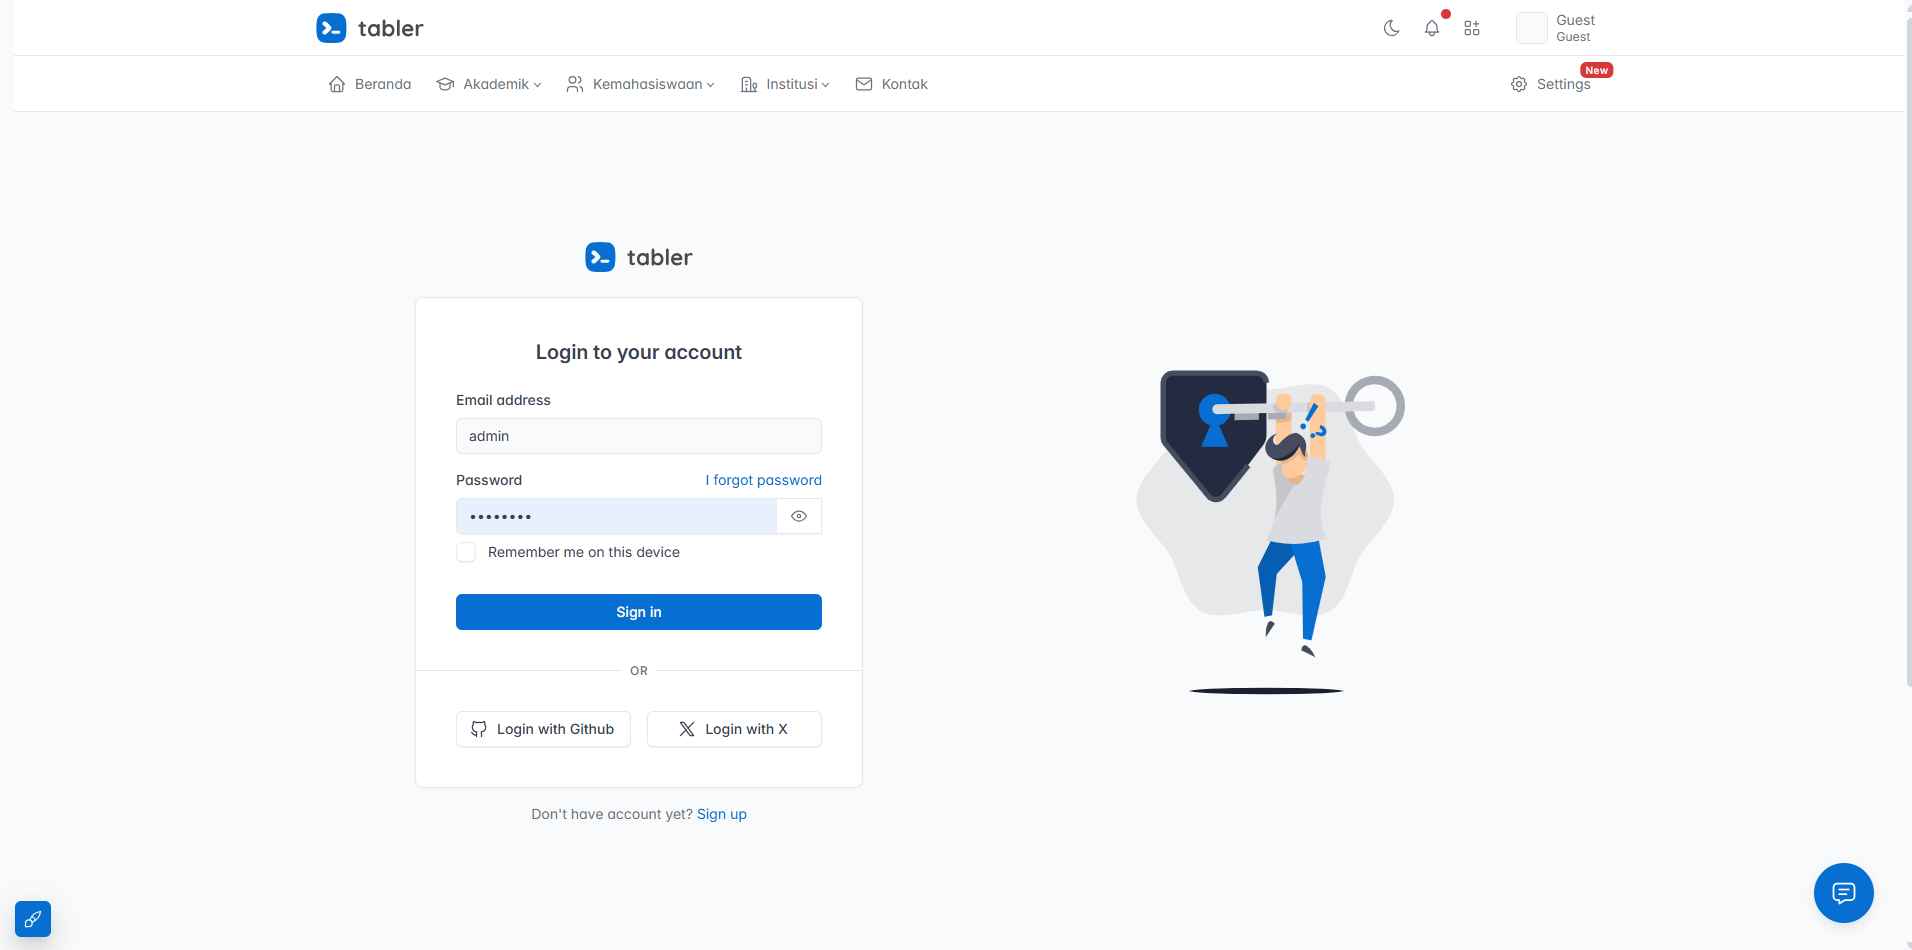 tabler
Guest
Guest
Beranda
Akademik
Kemahasiswaan
Institusi
Kontak
Settings
New
tabler
Login to your account
Email address
admin
Password
I forgot password
••••••••
Remember me on this device
Sign in
OR
Login with Github
Login with X
Don't have account yet? Sign up